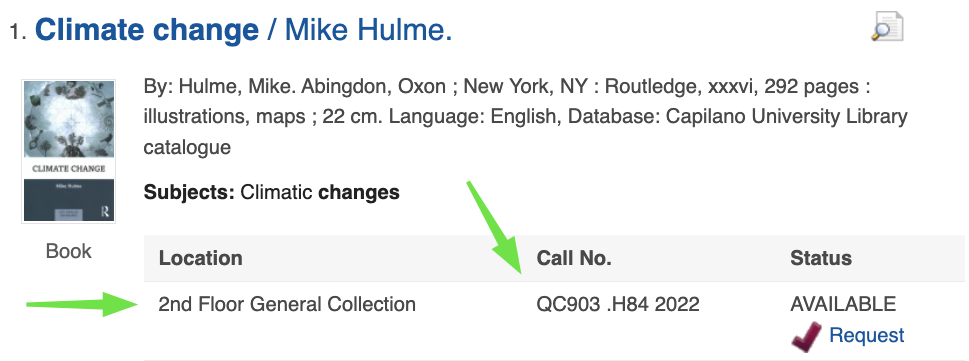 1. Climate change / Mike Hulme.
By: Hulme, Mike. Abingdon, Oxon ; New York, NY : Routledge, xxxvi, 292 pages :
illustrations, maps ; 22 cm. Language: English, Database: Capilano University Library
catalogue
CLIMATE CHANGE
Mike Hulme
R
Subjects: Climatic changes
Book
Location Call No. Status
2nd Floor General Collection QC903 .H84 2022 AVAILABLE
Request